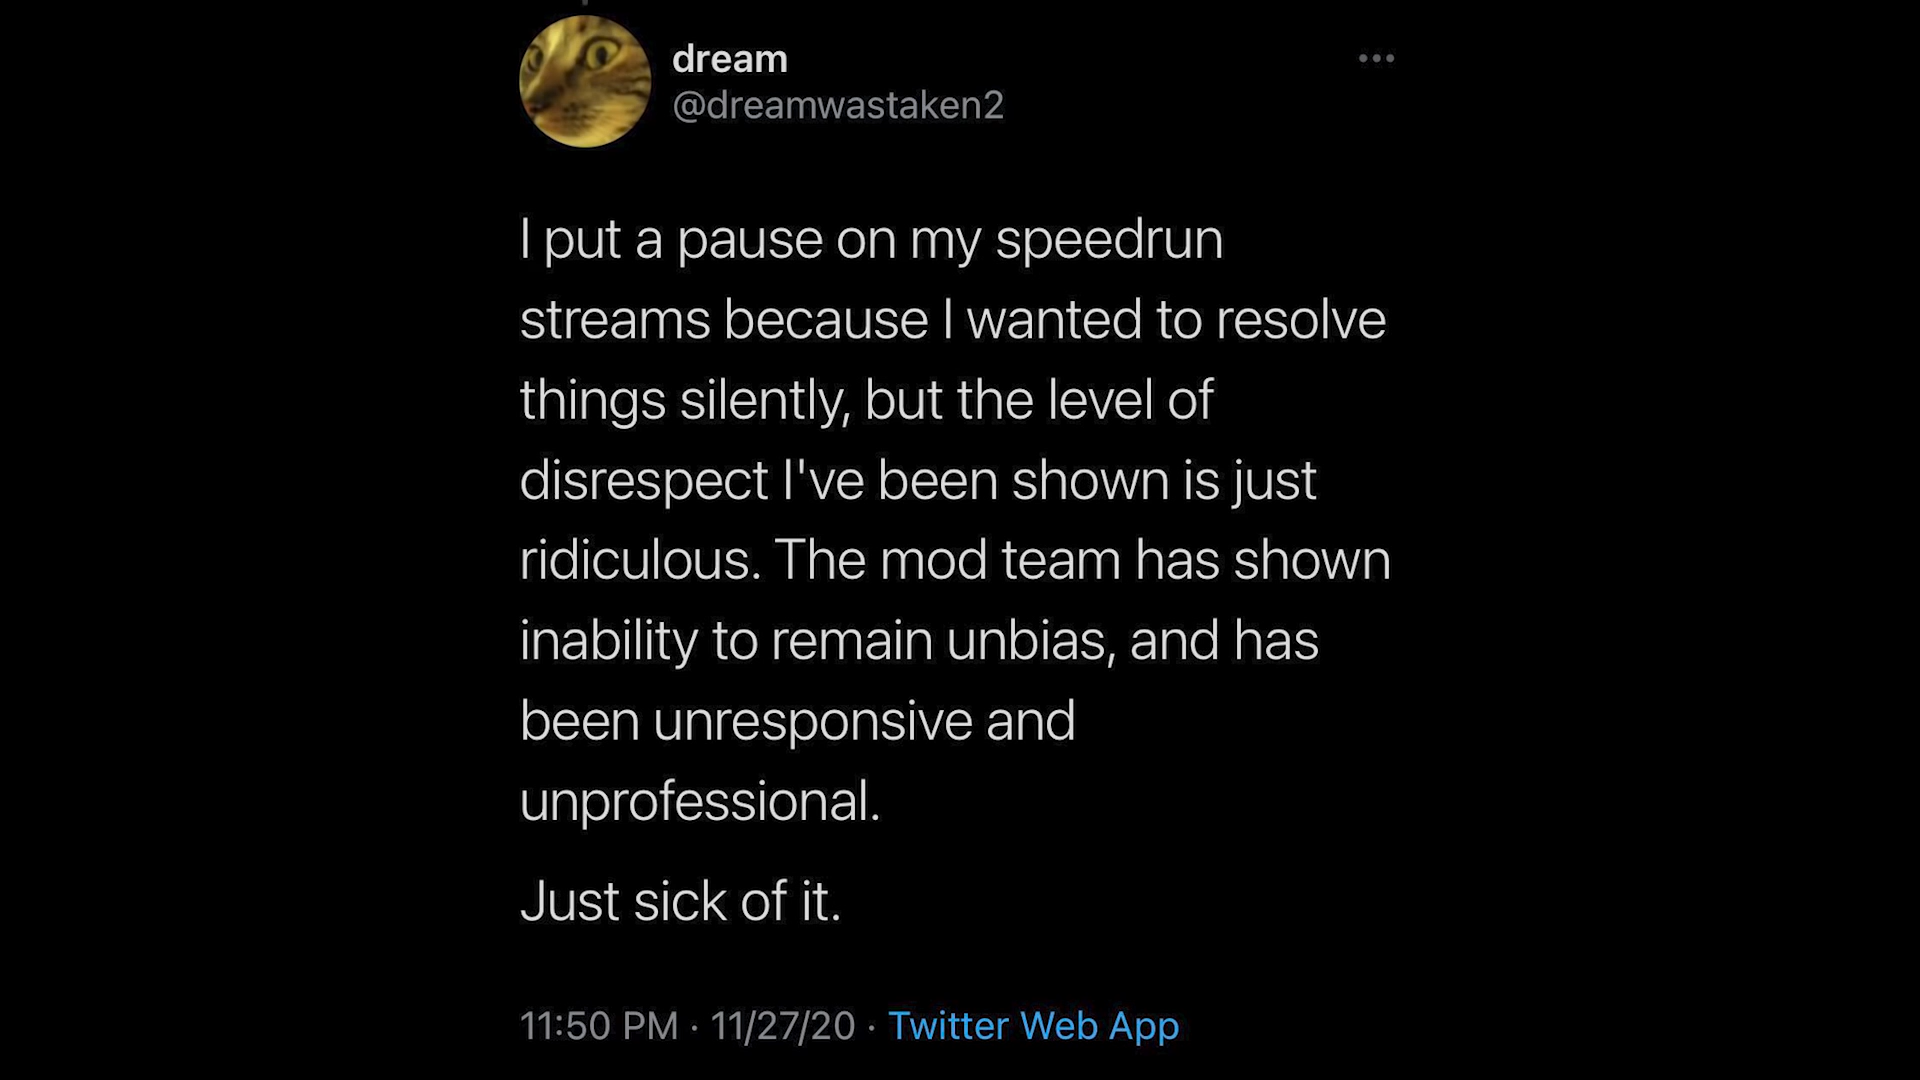 dream
@dreamwastaken2
I put a pause on my speedrun
streams because I wanted to resolve
things silently, but the level of
disrespect I've been shown is just
ridiculous. The mod team has shown
inability to remain unbias, and has
been unresponsive and
unprofessional.
Just sick of it.
11:50 PM · 11/27/20 · Twitter Web App